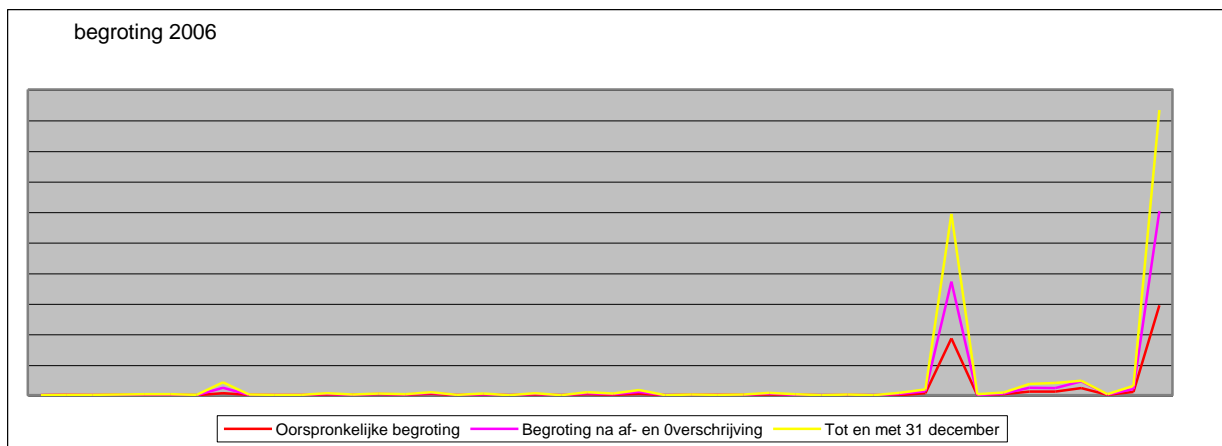 begroting 2006
Oorspronkelijke begroting Begroting na af- en 0verschrijving Tot en met 31 december